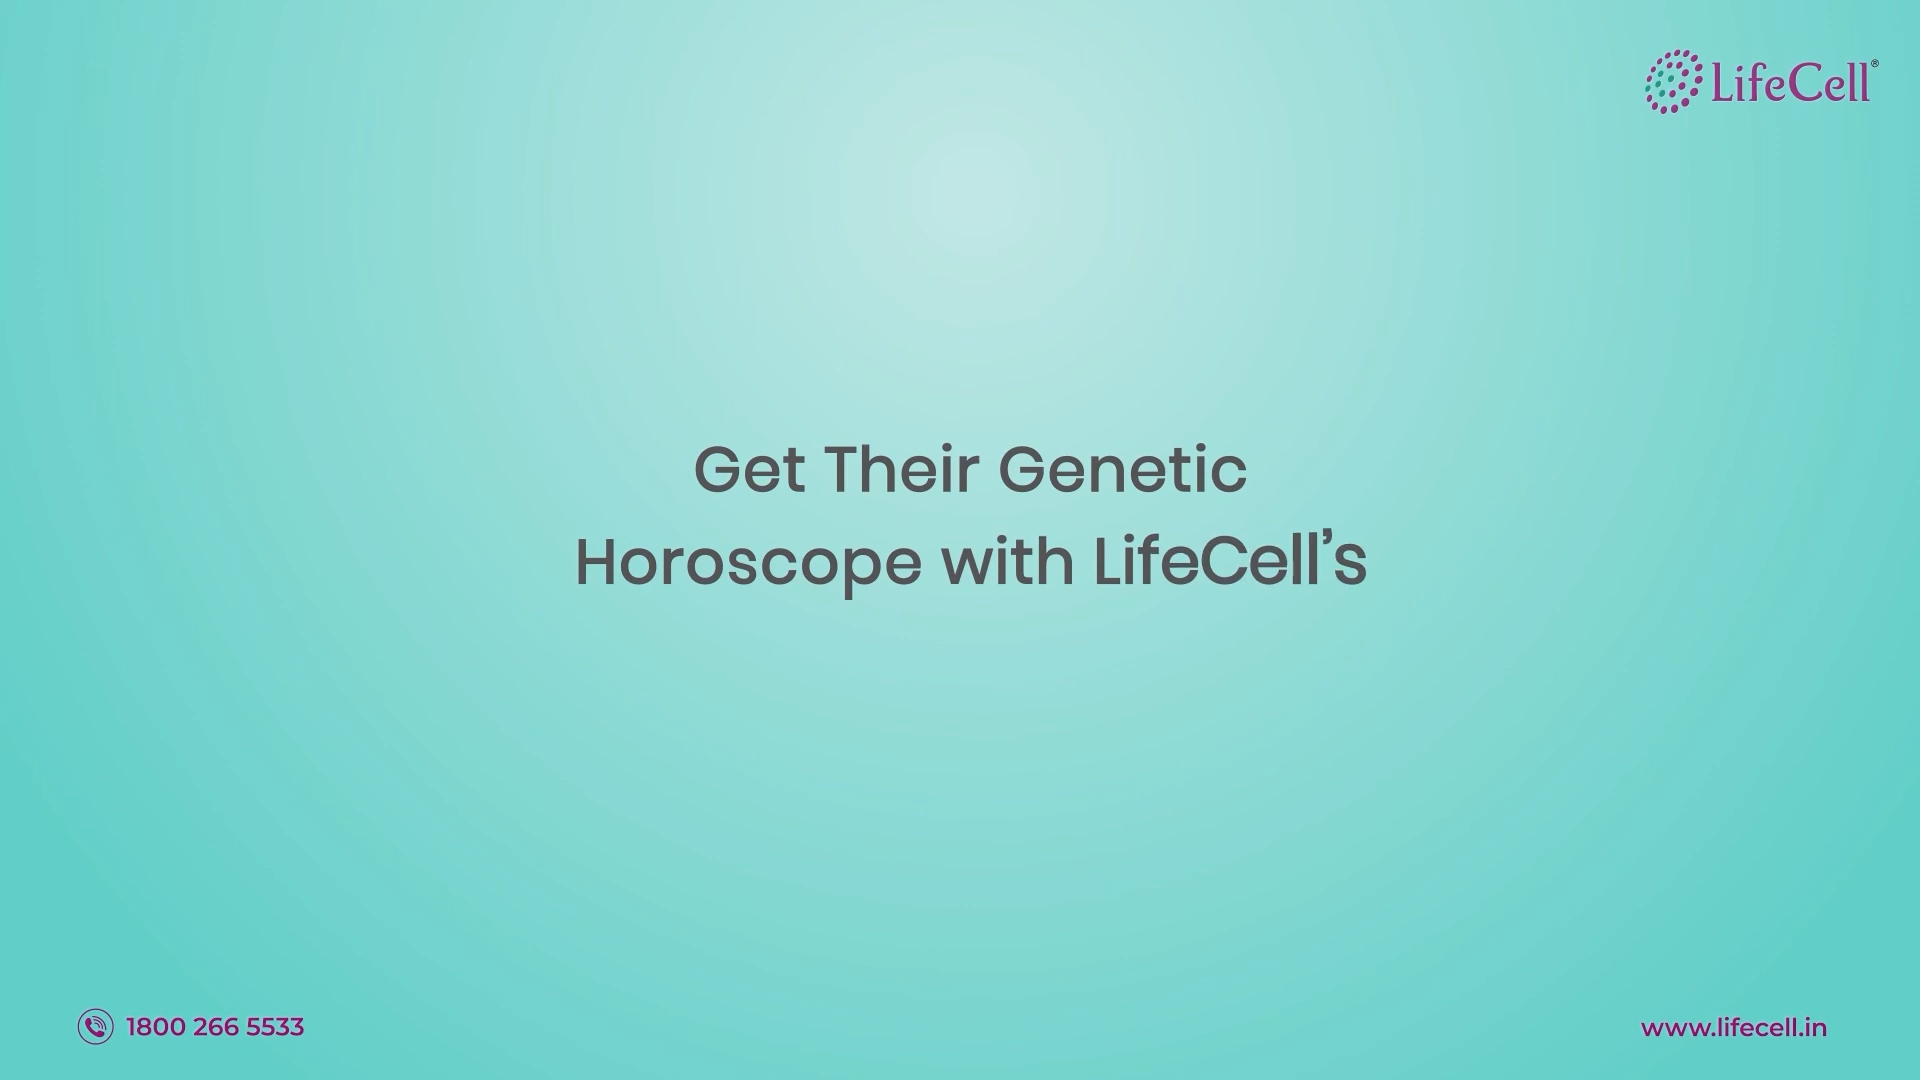 LifeCell®
Get Their Genetic
Horoscope with LifeCell’s
1800 266 5533
www.lifecell.in